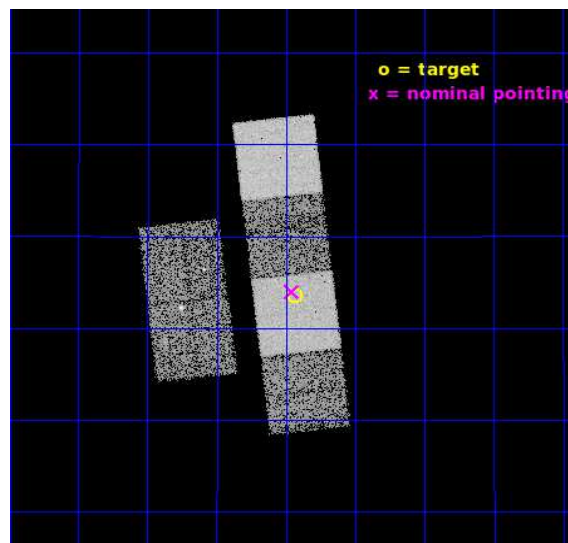 o = target
x = nominal pointing